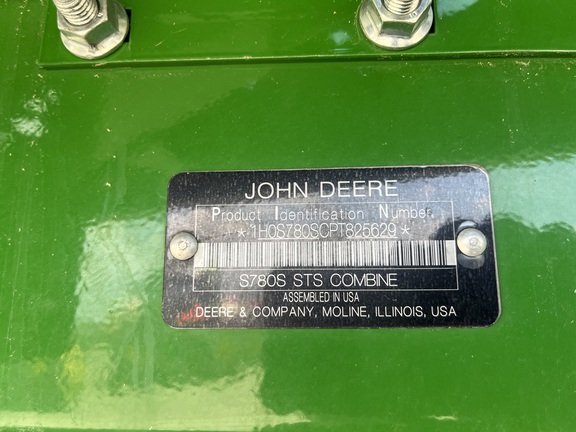 JOHN DEERE
Product Identification Number
*1H0S780SCPT825629*
S780S STS COMBINE
ASSEMBLED IN USA
DEERE & COMPANY, MOLINE, ILLINOIS, USA